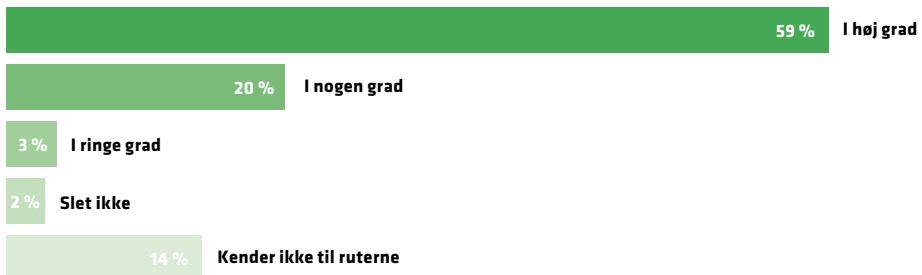 59 % I høj grad
20 % I nogen grad
3 % I ringe grad
2 % Slet ikke
14 % Kender ikke til ruterne